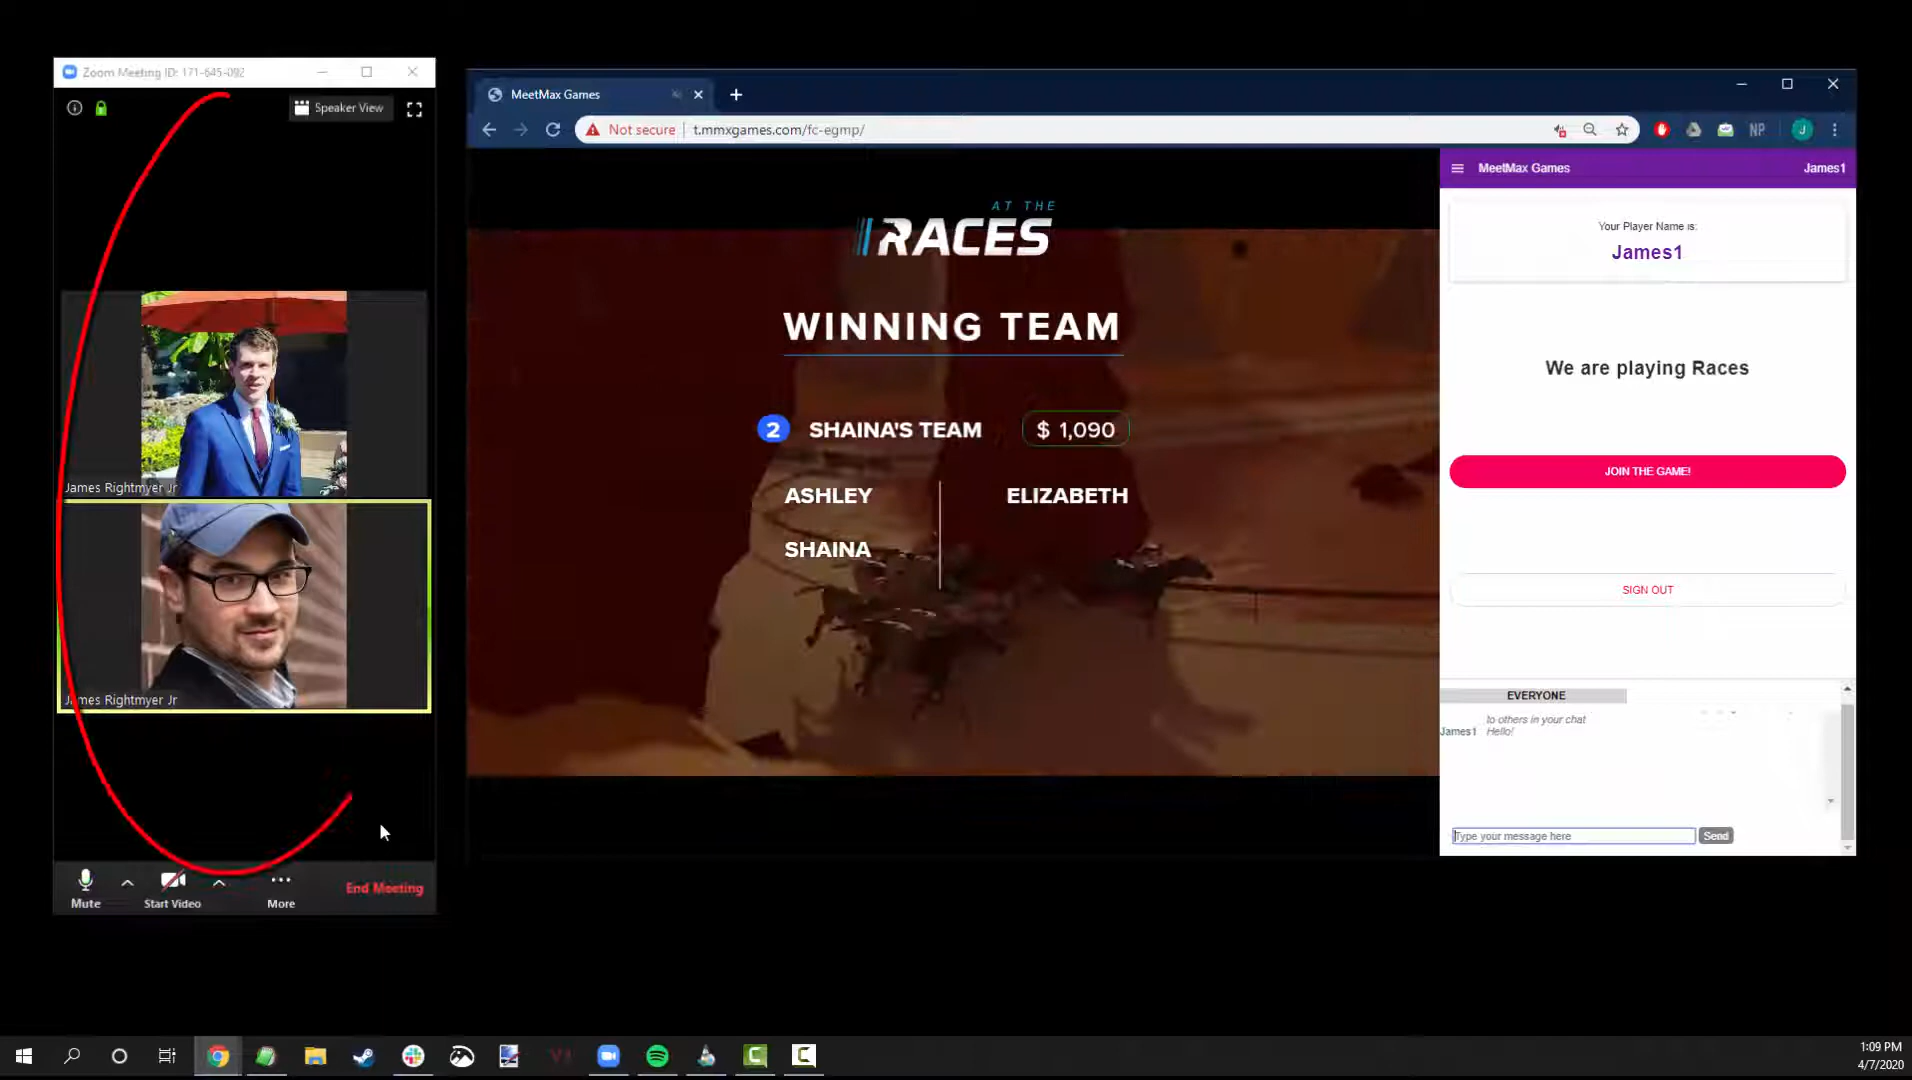 Zoom Meeting ID: 171-645-092
Speaker View
James Rightmyer Jr
James Rightmyer Jr
Mute
Start Video
More
End Meeting
MeetMax Games
Not secure
t.mmxgames.com/fc-egmp/
NP
J
AT THE
RACES
WINNING TEAM
2 SHAINA'S TEAM $ 1,090
ASHLEY
ELIZABETH
SHAINA
MeetMax Games
James1
Your Player Name is:
James1
We are playing Races
JOIN THE GAME!
SIGN OUT
EVERYONE
to others in your chat
James1 Hello!
Type your message here
Send
1:09 PM
4/7/2020